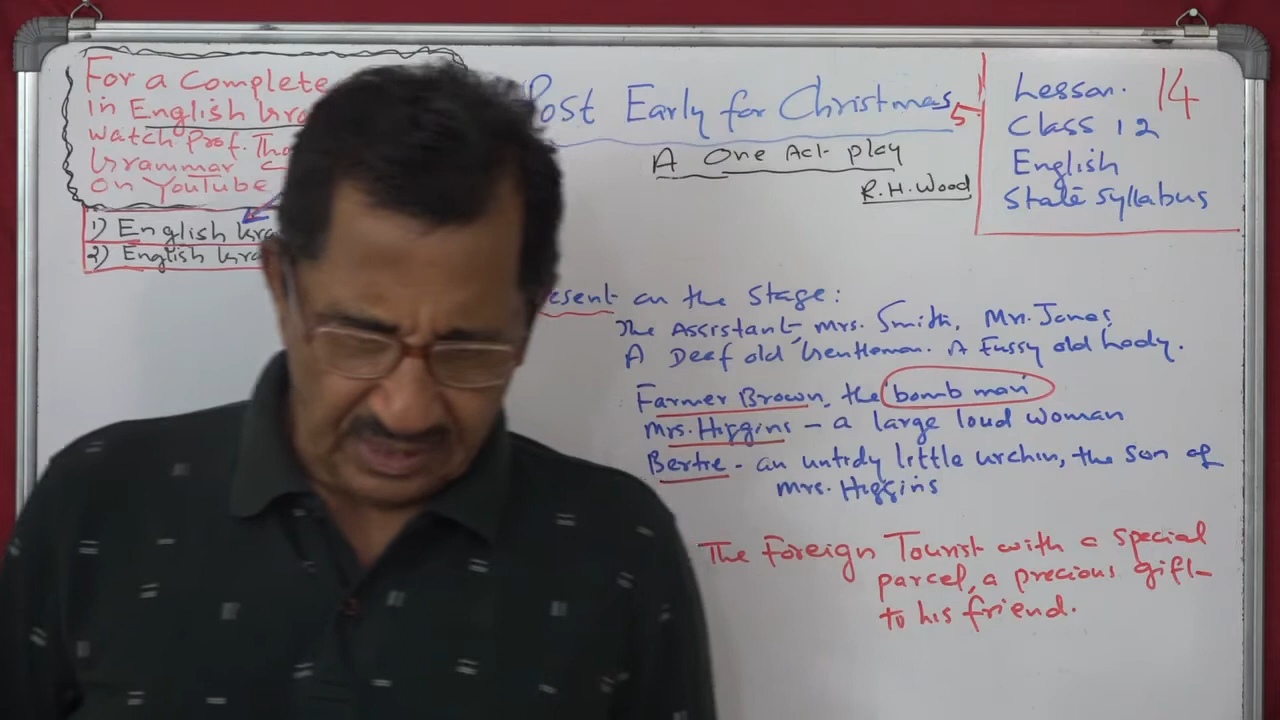 For a Complete
in English
watch Prof.
Grammar
on YouTube
1) English
2) English
Post Early for Christmas 5
A One Act play
R.H. Wood
Lesson. 14
Class 12
English
State Syllabus
esent on the Stage:
The Assistant, Mrs. Smith, Mr. Jones,
A Deaf old Gentleman. A Fussy old Lady.
Farmer Brown, the 'bomb man'
Mrs. Higgins - a large loud woman
Bertie - an untidy little urchin, the son of
Mrs. Higgins
The Foreign Tourist with a special
parcel, a precious gift
to his friend.